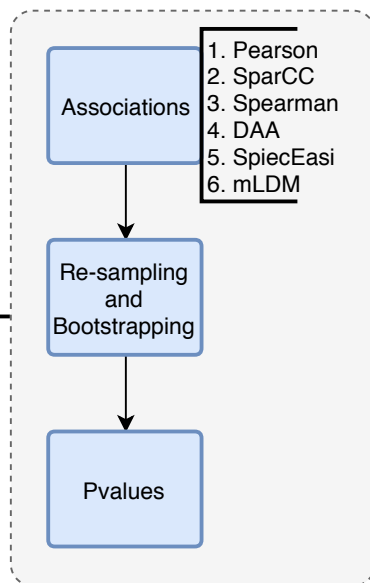 Associations
1. Pearson
2. SparCC
3. Spearman
4. DAA
5. SpiecEasi
6. mLDM
Re-sampling
and
Bootstrapping
Pvalues